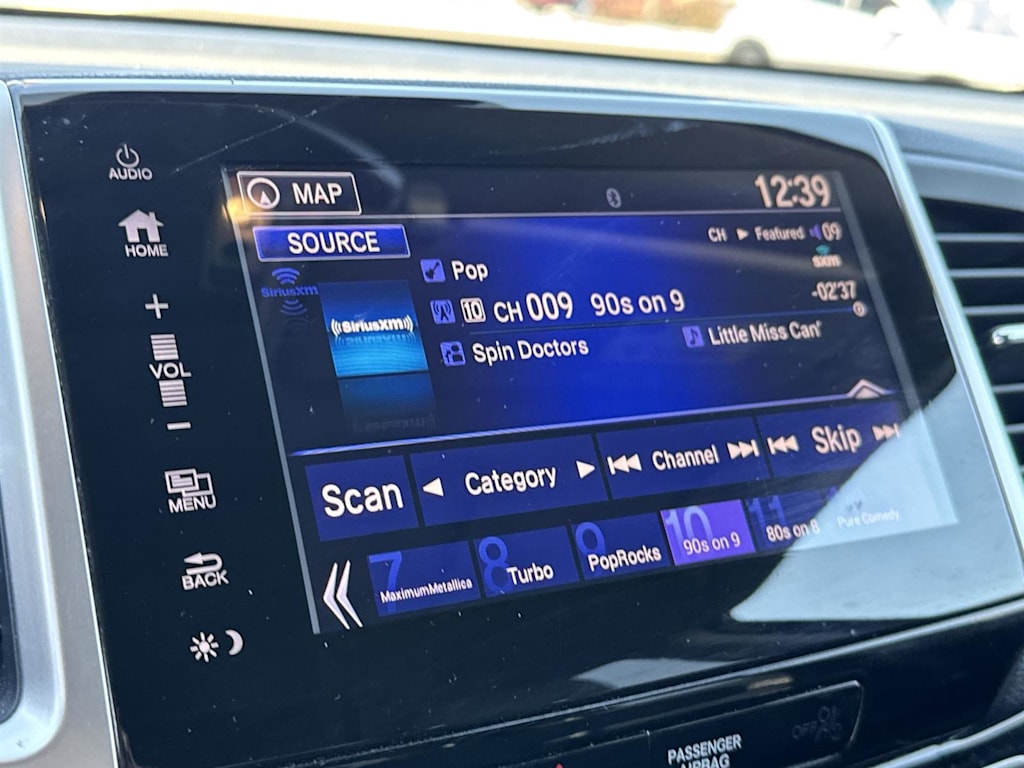 AUDIO
MAP
12:39
HOME
SOURCE
CH ▶ Featured 09
sxm
SiriusXM
Pop
((SiriusXm))
10 CH 009 90s on 9
-02'37
Spin Doctors
Little Miss Can'
+
VOL
−
MENU
Scan
Category
Channel
Skip
BACK
7 MaximumMetallica
8 Turbo
9 PopRocks
10 90s on 9
11 80s on 8
Pure Comedy
PASSENGER
AIRBAG
OFF